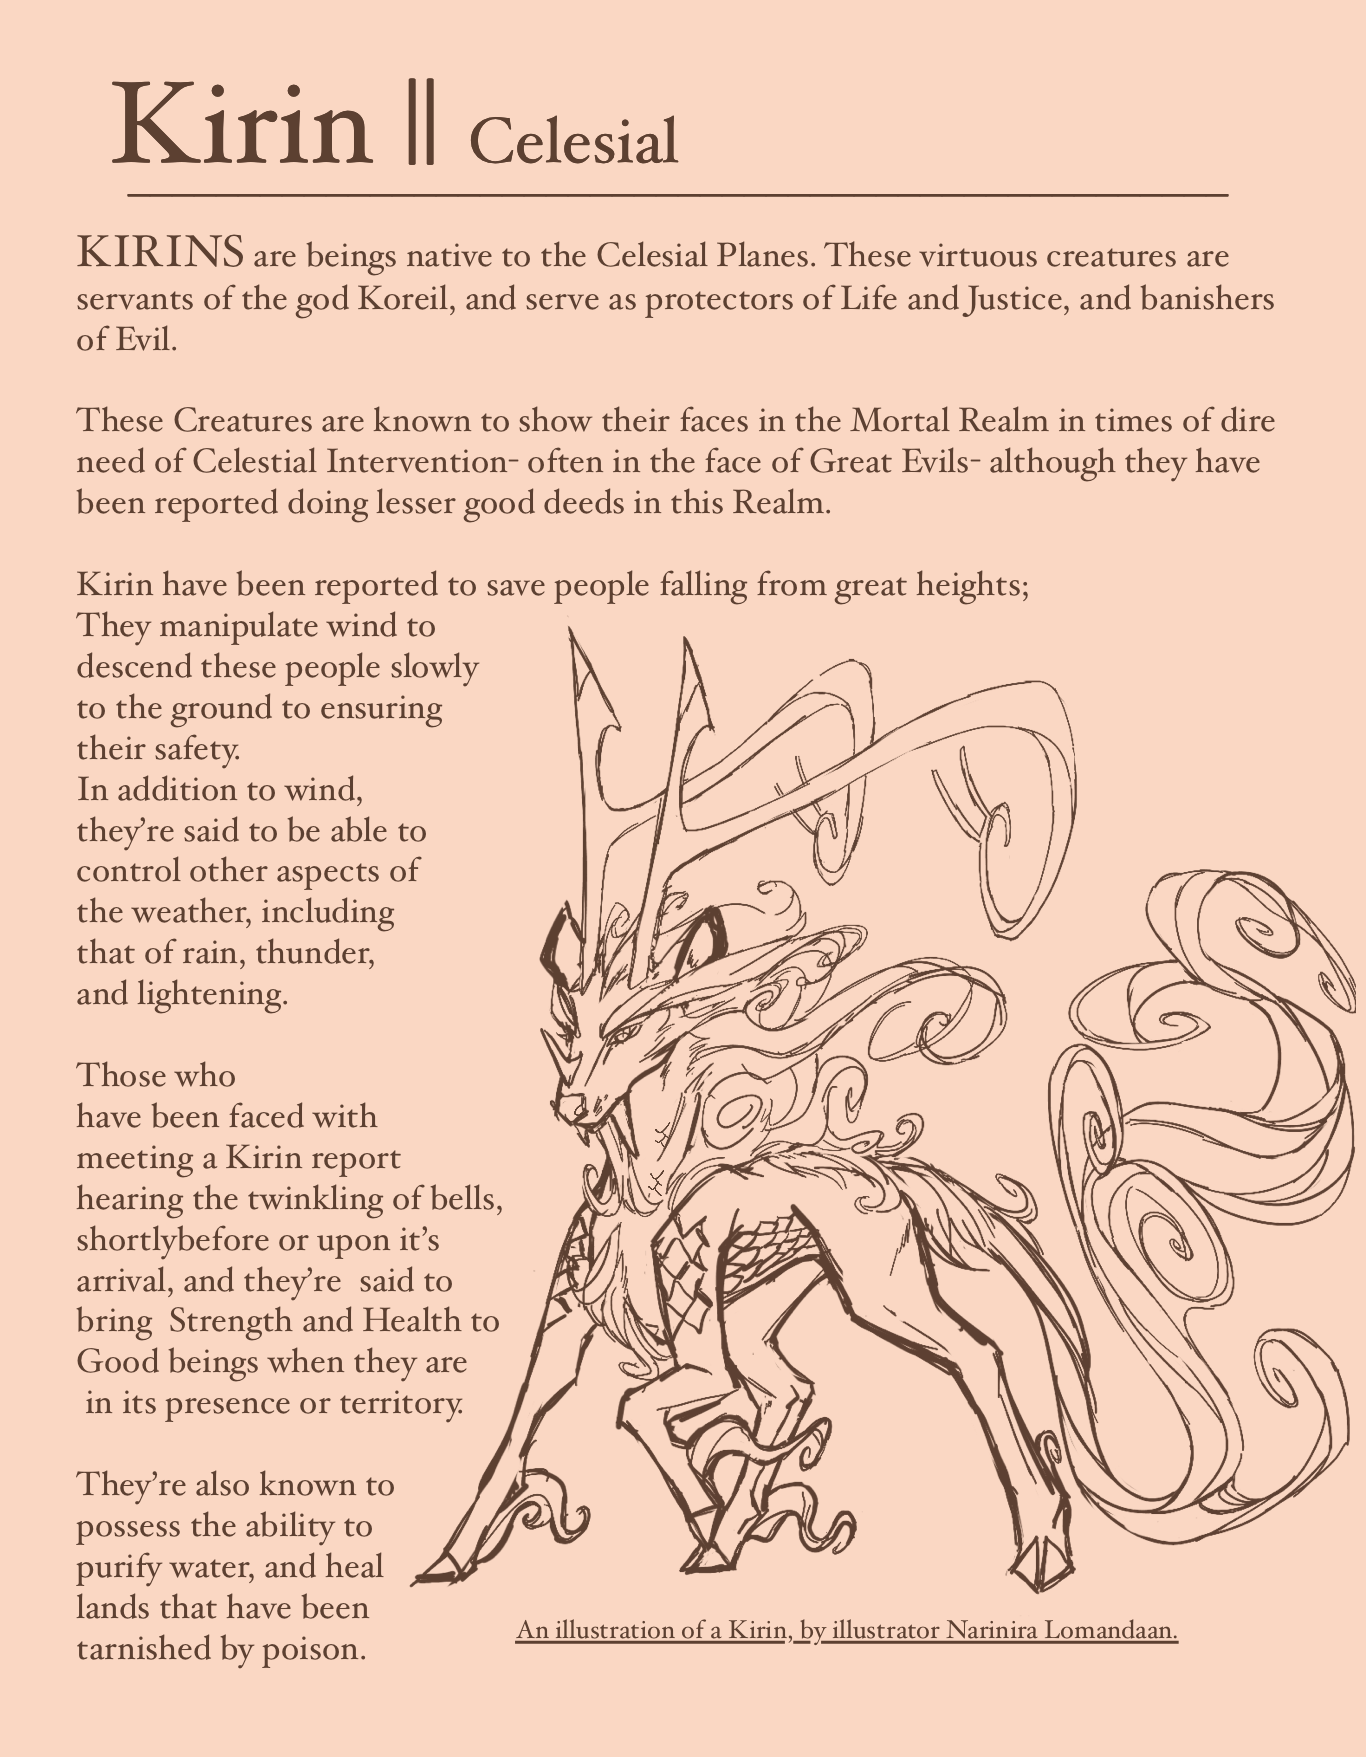 Kirin || Celesial
KIRINS are beings native to the Celesial Planes. These virtuous creatures are
servants of the god Koreil, and serve as protectors of Life and Justice, and banishers
of Evil.
These Creatures are known to show their faces in the Mortal Realm in times of dire
need of Celestial Intervention- often in the face of Great Evils- although they have
been reported doing lesser good deeds in this Realm.
Kirin have been reported to save people falling from great heights;
They manipulate wind to
descend these people slowly
to the ground to ensuring
their safety.
In addition to wind,
they're said to be able to
control other aspects of
the weather, including
that of rain, thunder,
and lightening.
Those who
have been faced with
meeting a Kirin report
hearing the twinkling of bells,
shortlybefore or upon it's
arrival, and they're  said to
bring  Strength and Health to
Good beings when they are
in its presence or territory.
They're also known to
possess the ability to
purify water, and heal
lands that have been
tarnished by poison.
An illustration of a Kirin, by illustrator Narinira Lomandaan.